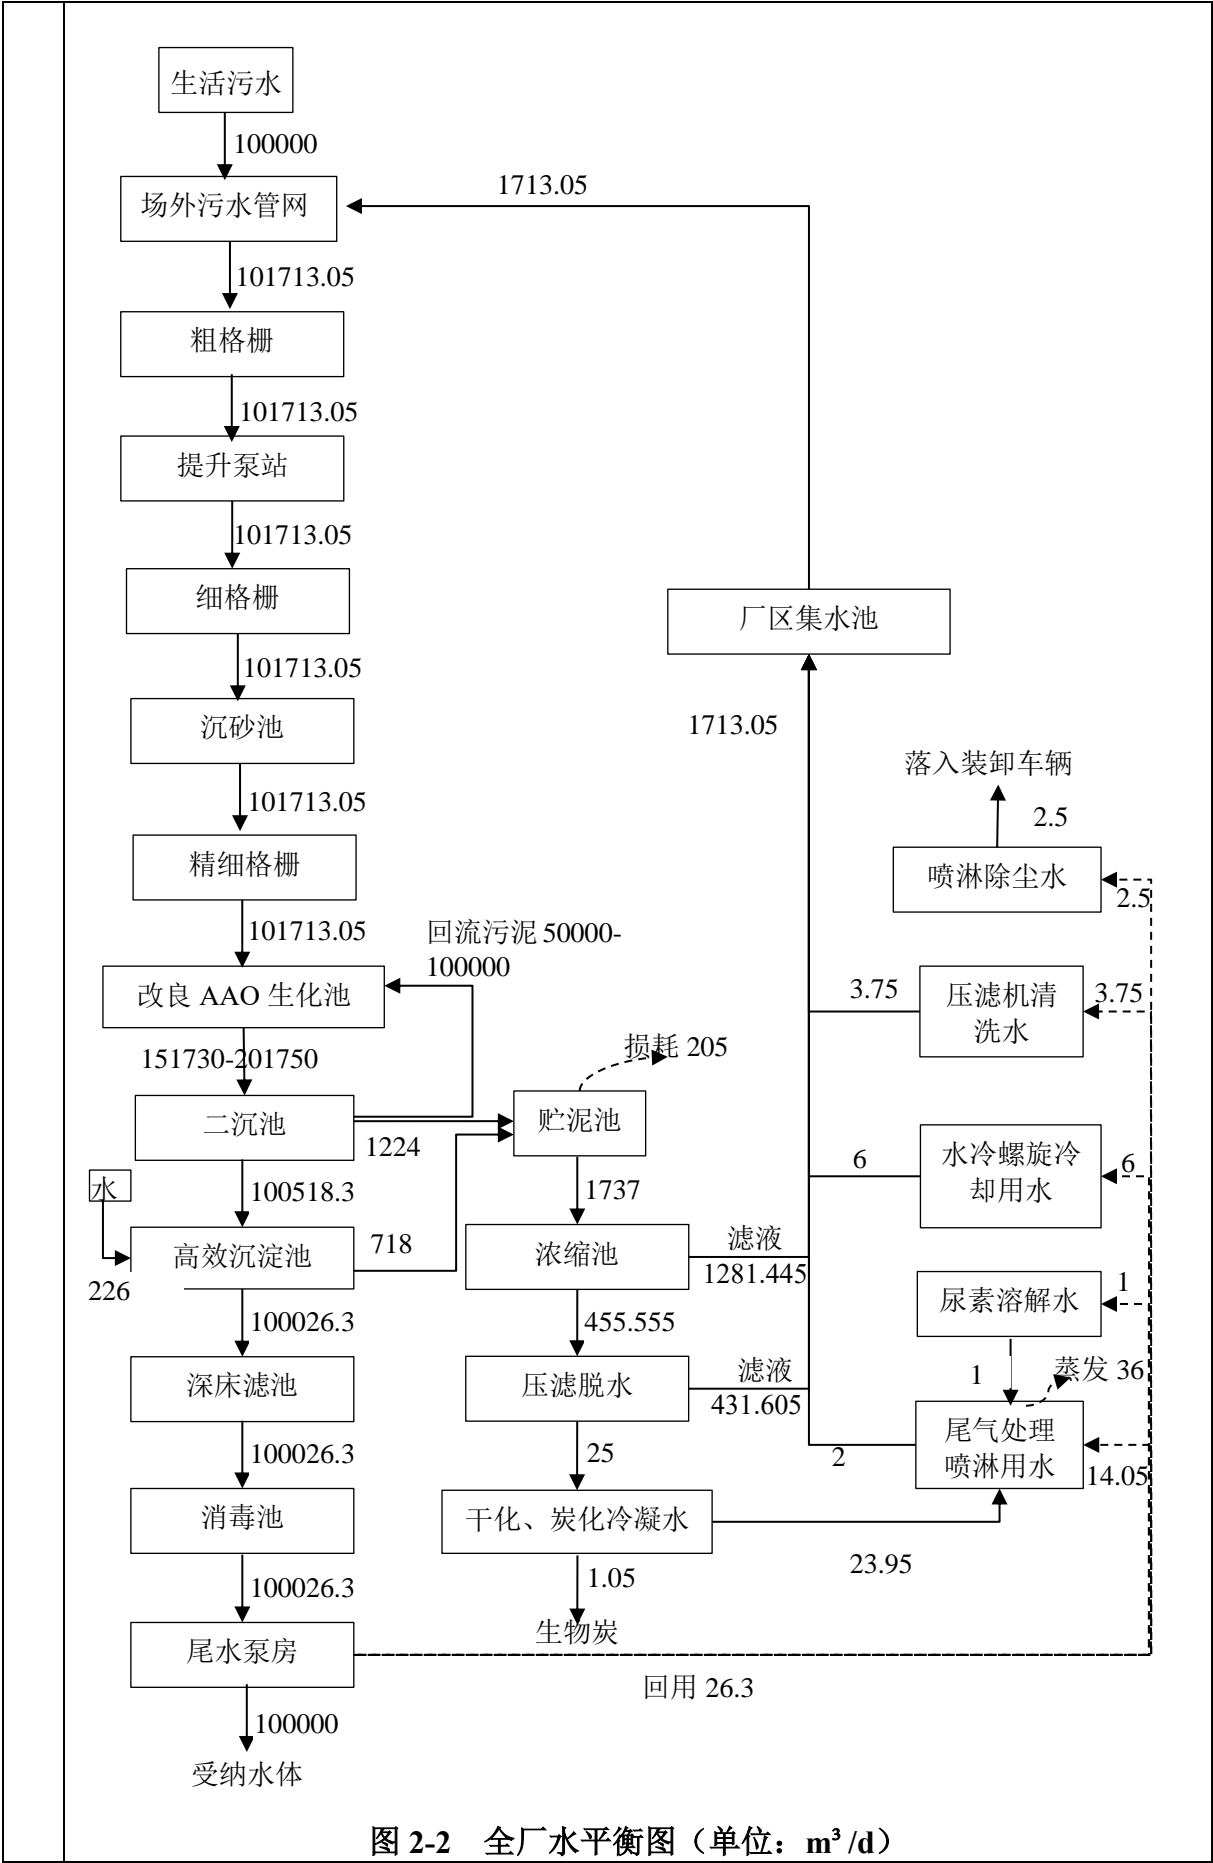 生活污水
100000
1713.05
场外污水管网
101713.05
粗格栅
101713.05
提升泵站
101713.05
细格栅
厂区集水池
101713.05
沉砂池
1713.05
落入装卸车辆
101713.05
2.5
精细格栅
喷淋除尘水
2.5
101713.05
回流污泥 50000-
100000
改良 AAO 生化池
3.75
压滤机清
洗水
3.75
151730-201750
损耗 205
二沉池
贮泥池
1224
水冷螺旋冷
却用水
6
6
水
100518.3
1737
高效沉淀池
718
浓缩池
滤液
1281.445
226
尿素溶解水
1
100026.3
455.555
深床滤池
压滤脱水
滤液
431.605
1
蒸发 36
100026.3
25
2
尾气处理
喷淋用水
14.05
消毒池
干化、炭化冷凝水
23.95
100026.3
1.05
生物炭
尾水泵房
回用 26.3
100000
受纳水体
图 2-2 全厂水平衡图（单位：m³/d）